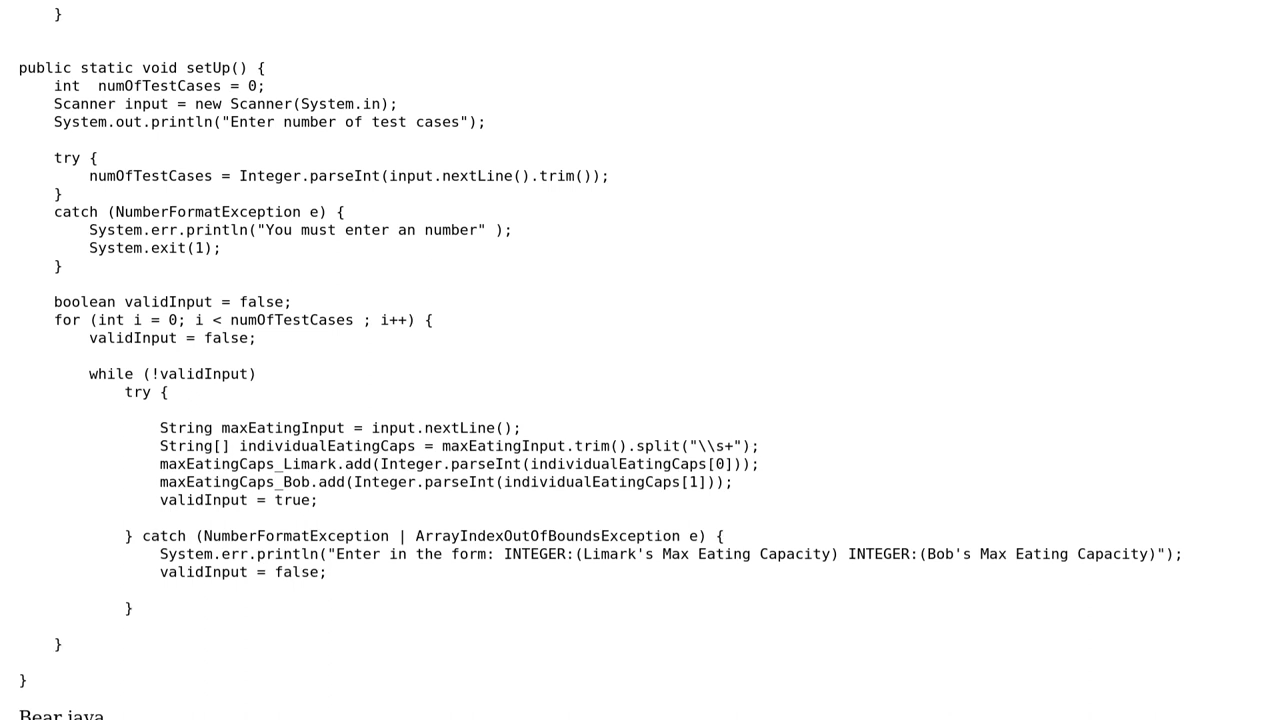 }
public static void setUp() {
    int  numOfTestCases = 0;
    Scanner input = new Scanner(System.in);
    System.out.println("Enter number of test cases");
    try {
        numOfTestCases = Integer.parseInt(input.nextLine().trim());
    }
    catch (NumberFormatException e) {
        System.err.println("You must enter an number" );
        System.exit(1);
    }
    boolean validInput = false;
    for (int i = 0; i < numOfTestCases ; i++) {
        validInput = false;
        while (!validInput)
            try {
                String maxEatingInput = input.nextLine();
                String[] individualEatingCaps = maxEatingInput.trim().split("\\s+");
                maxEatingCaps_Limark.add(Integer.parseInt(individualEatingCaps[0]));
                maxEatingCaps_Bob.add(Integer.parseInt(individualEatingCaps[1]));
                validInput = true;
            } catch (NumberFormatException | ArrayIndexOutOfBoundsException e) {
                System.err.println("Enter in the form: INTEGER:(Limark's Max Eating Capacity) INTEGER:(Bob's Max Eating Capacity)");
                validInput = false;
            }
    }
}
Bear.java